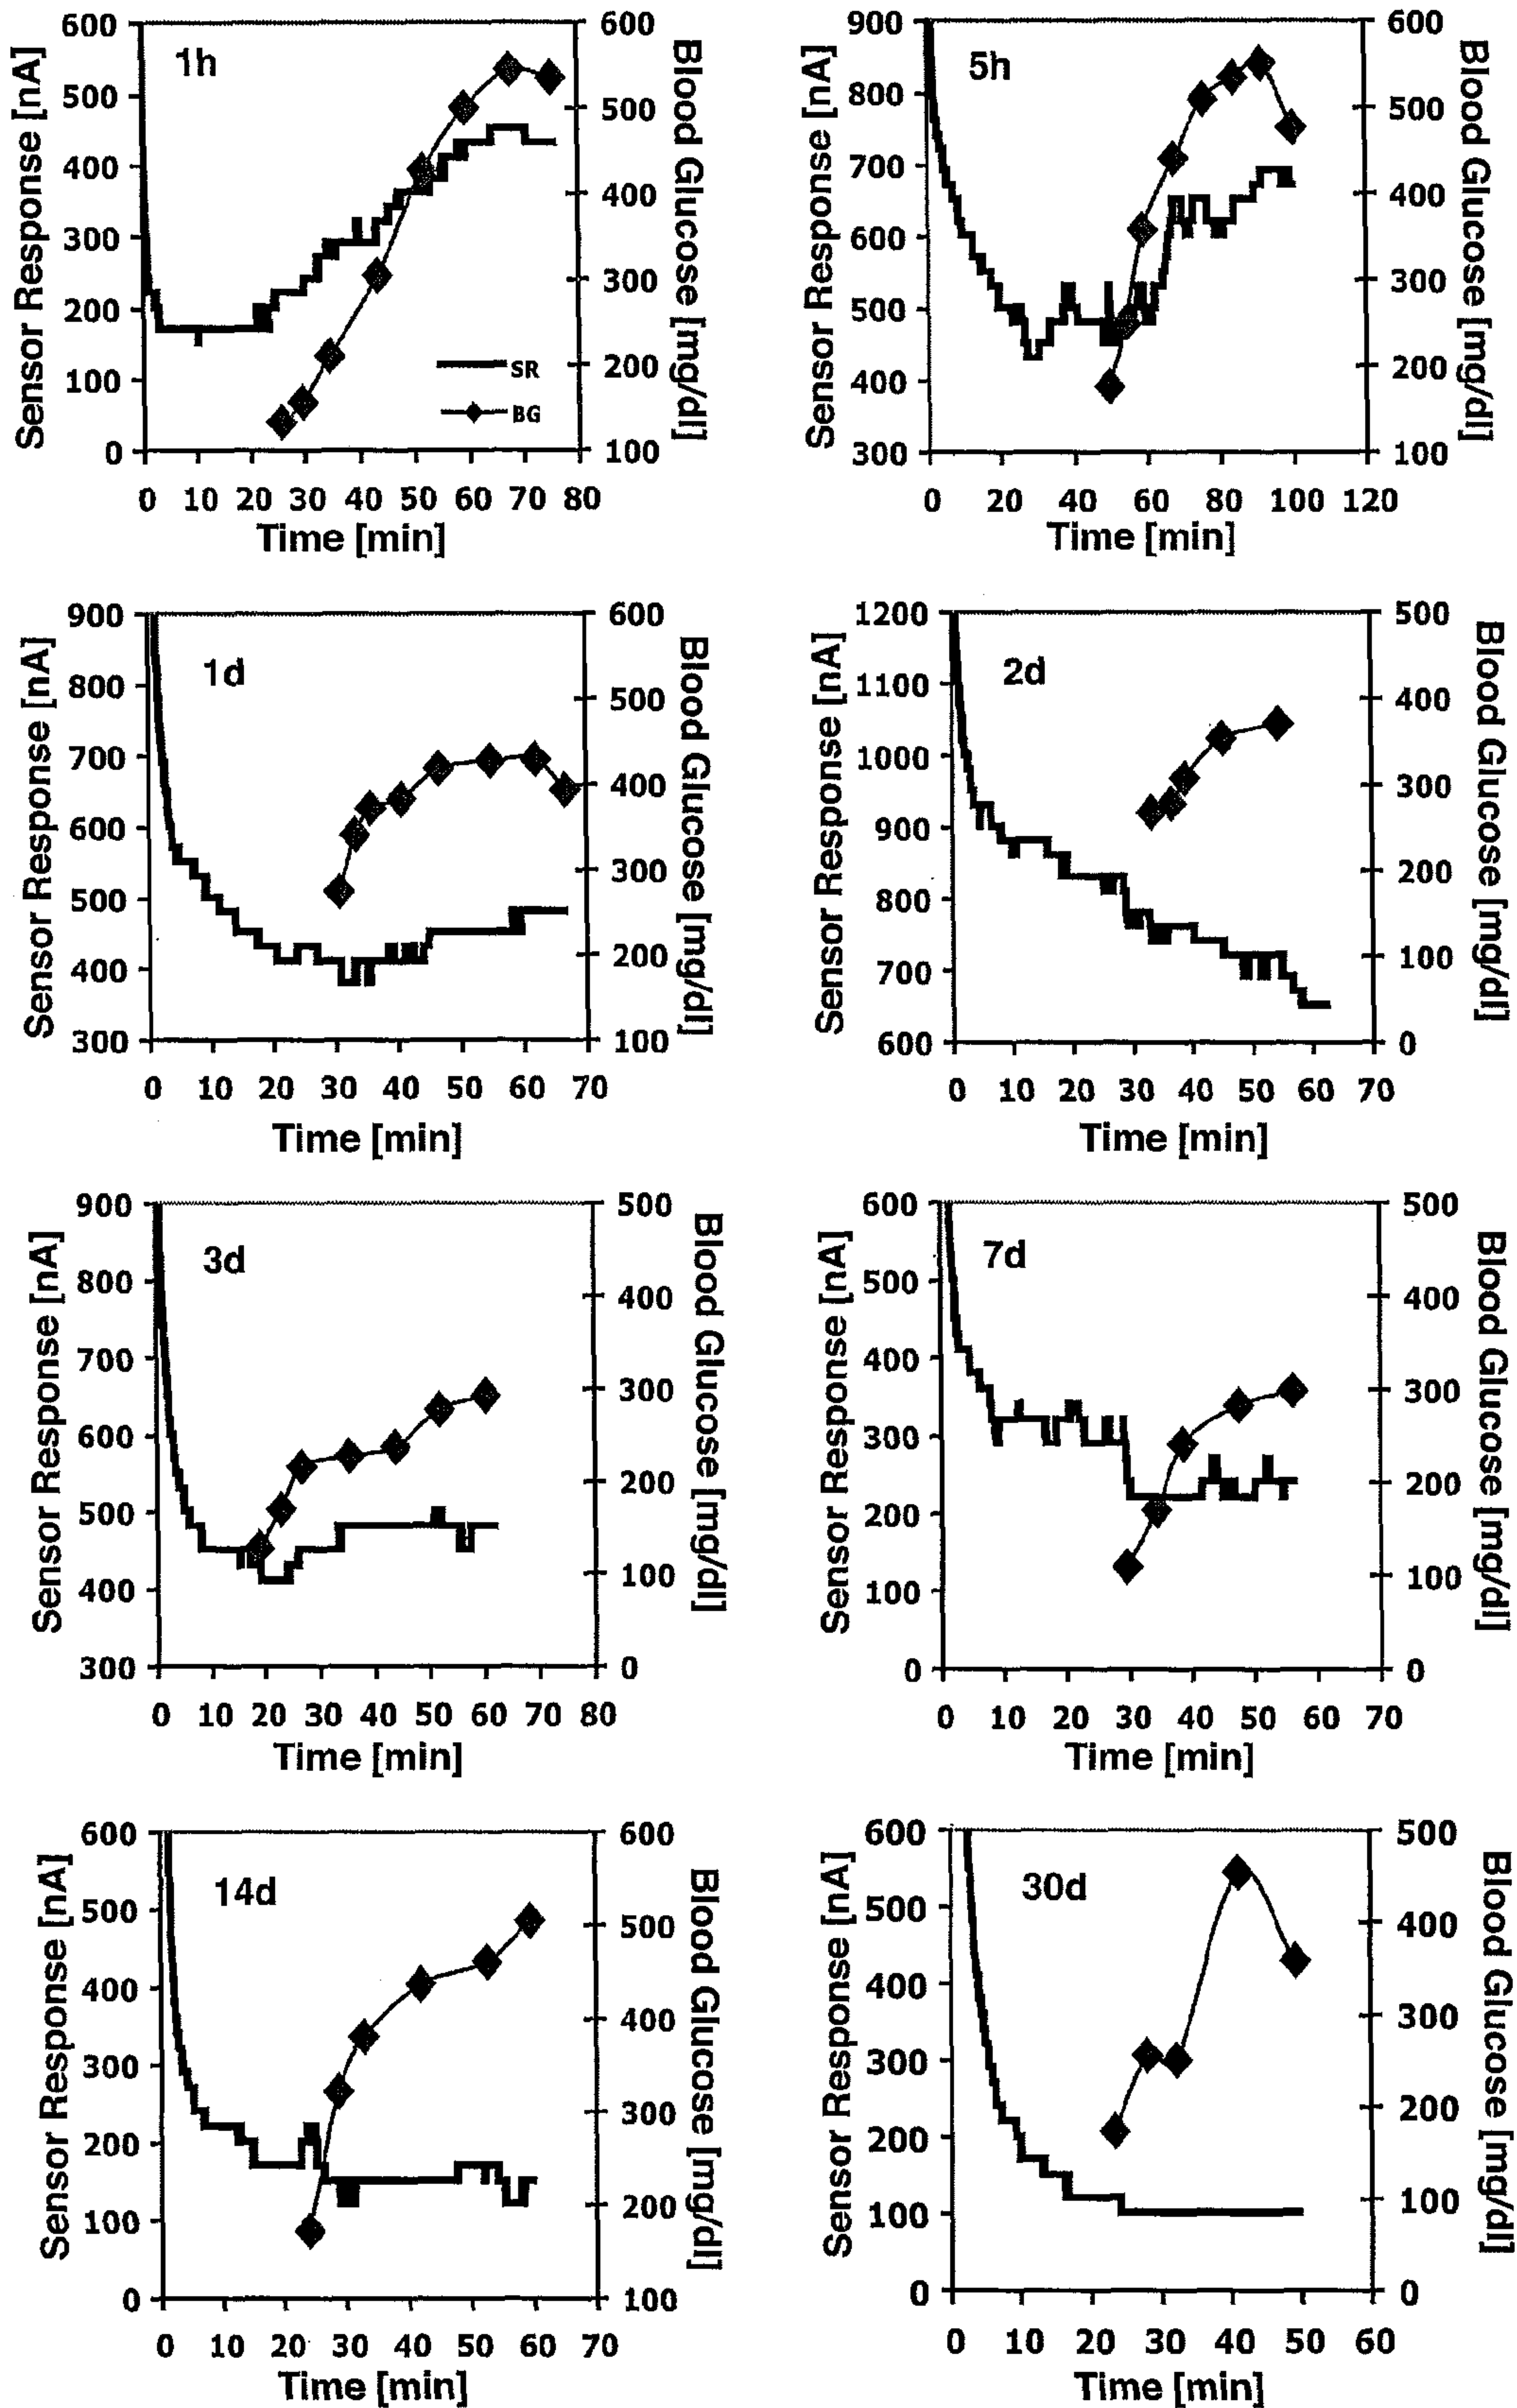 Sensor Response [nA]
600
500
400
300
200
100
0
1h
SR
BG
600
500
400
300
200
100
Blood Glucose [mg/dl]
0 10 20 30 40 50 60 70 80
Time [min]
Sensor Response [nA]
900
800
700
600
500
400
300
5h
600
500
400
300
200
100
Blood Glucose [mg/dl]
0 20 40 60 80 100 120
Time [min]
Sensor Response [nA]
900
800
700
600
500
400
300
1d
600
500
400
300
200
100
Blood Glucose [mg/dl]
0 10 20 30 40 50 60 70
Time [min]
Sensor Response [nA]
1200
1100
1000
900
800
700
600
2d
500
400
300
200
100
0
Blood Glucose [mg/dl]
0 10 20 30 40 50 60 70
Time [min]
Sensor Response [nA]
900
800
700
600
500
400
300
3d
500
400
300
200
100
0
Blood Glucose [mg/dl]
0 10 20 30 40 50 60 70 80
Time [min]
Sensor Response [nA]
600
500
400
300
200
100
0
7d
500
400
300
200
100
0
Blood Glucose [mg/dl]
0 10 20 30 40 50 60 70
Time [min]
Sensor Response [nA]
600
500
400
300
200
100
0
14d
600
500
400
300
200
100
Blood Glucose [mg/dl]
0 10 20 30 40 50 60 70
Time [min]
Sensor Response [nA]
600
500
400
300
200
100
0
30d
500
400
300
200
100
0
Blood Glucose [mg/dl]
0 10 20 30 40 50 60
Time [min]